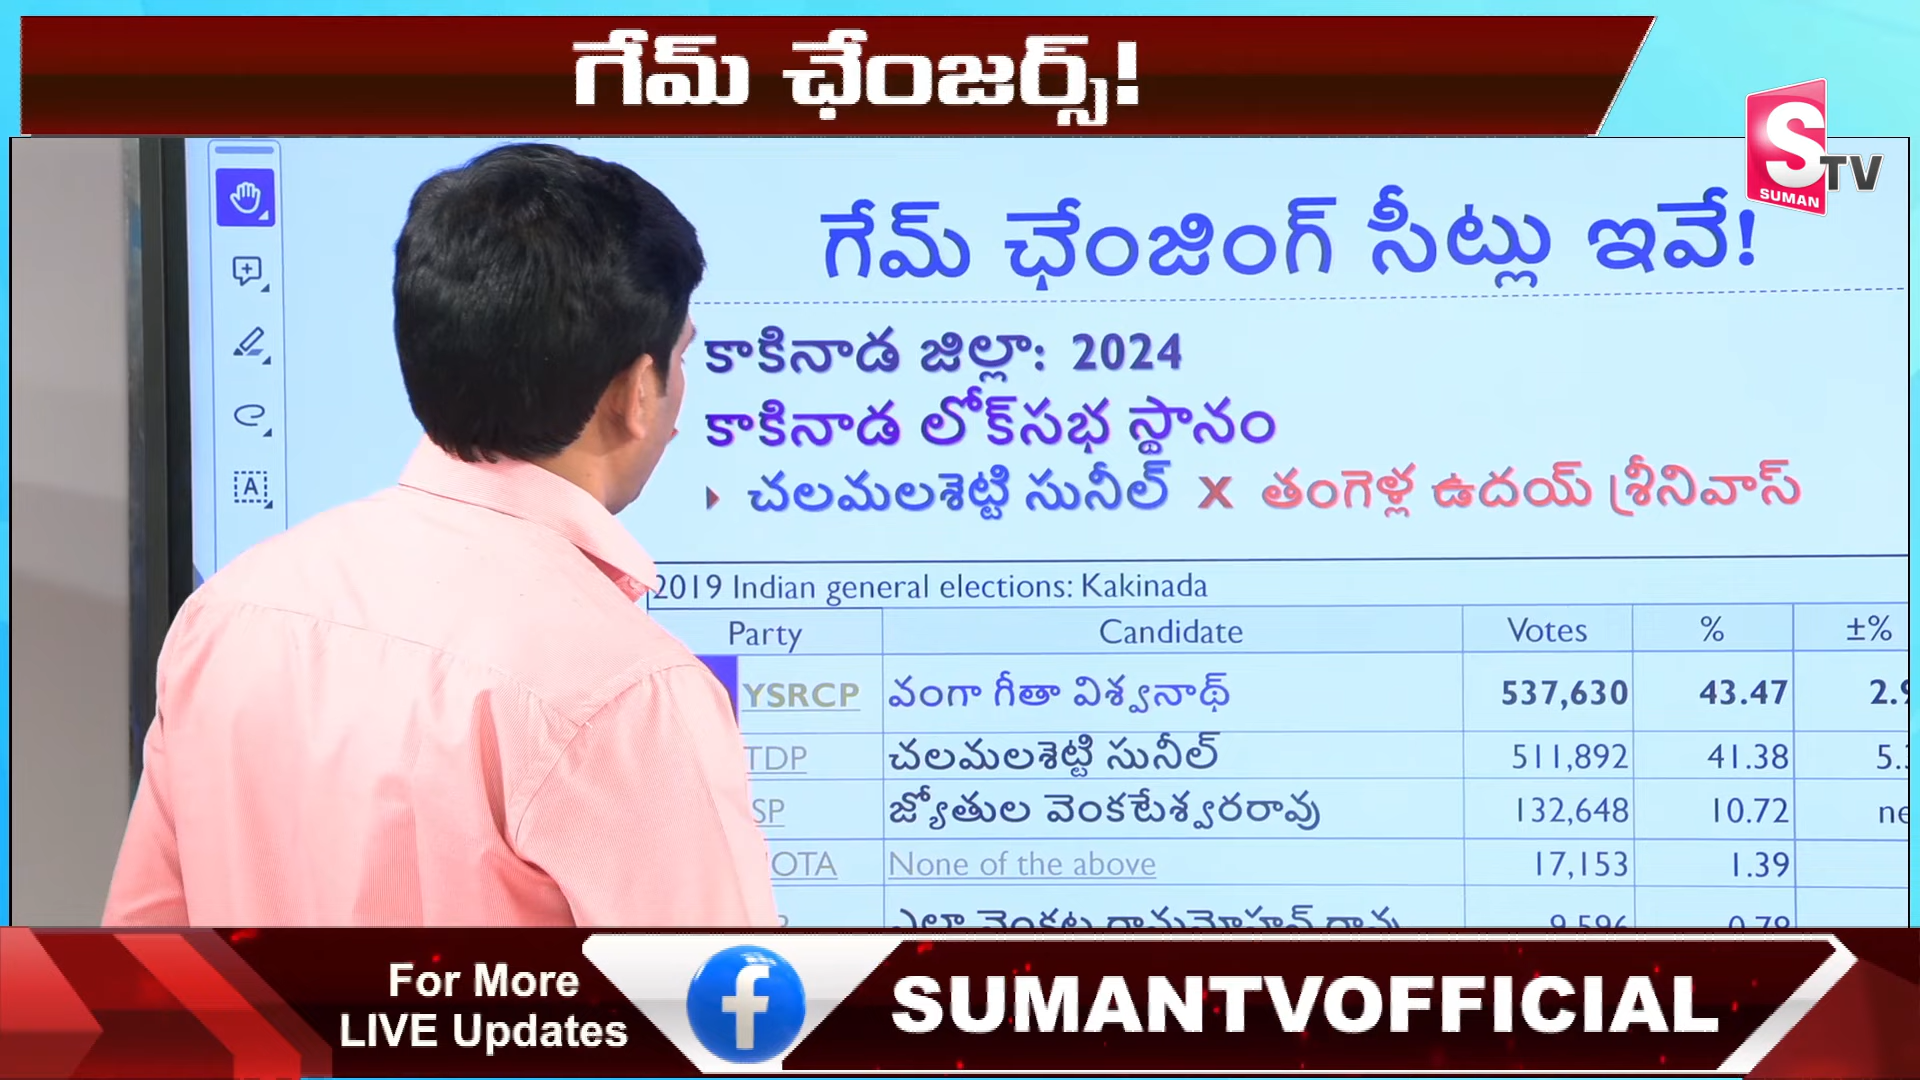 గేమ్ ఛేంజర్స్!
S
TV
SUMAN
గేమ్ ఛేంజింగ్ సీట్లు ఇవే!
కాకినాడ జిల్లా: 2024
కాకినాడ లోక్‌సభ స్థానం
చలమలశెట్టి సునీల్ X తంగెళ్ల ఉదయ్ శ్రీనివాస్
2019 Indian general elections: Kakinada
Party Candidate Votes % ±%
YSRCP వంగా గీతా విశ్వనాథ్ 537,630 43.47
TDP చలమలశెట్టి సునీల్ 511,892 41.38
జ్యోతుల వెంకటేశ్వరరావు 132,648 10.72
None of the above 17,153 1.39
For More
LIVE Updates
f SUMANTVOFFICIAL